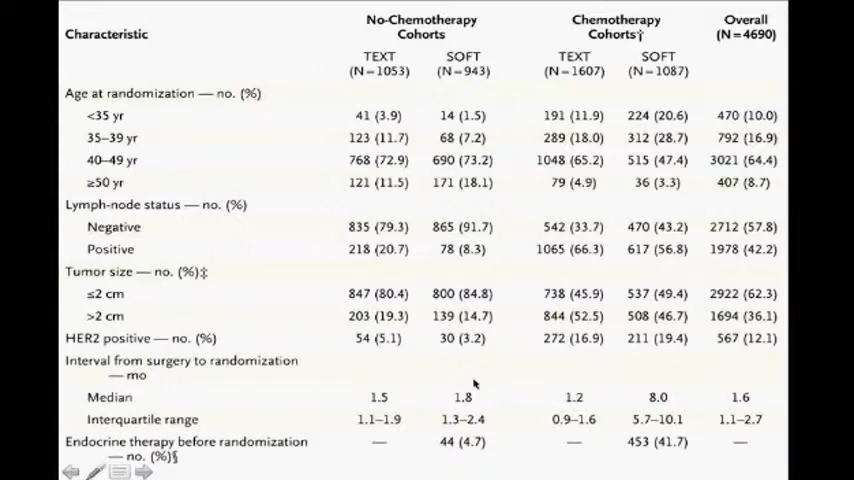 Characteristic No-Chemotherapy Cohorts Chemotherapy Cohorts† Overall (N=4690)
TEXT (N=1053) SOFT (N=943) TEXT (N=1607) SOFT (N=1087)
Age at randomization — no. (%)
<35 yr 41 (3.9) 14 (1.5) 191 (11.9) 224 (20.6) 470 (10.0)
35–39 yr 123 (11.7) 68 (7.2) 289 (18.0) 312 (28.7) 792 (16.9)
40–49 yr 768 (72.9) 690 (73.2) 1048 (65.2) 515 (47.4) 3021 (64.4)
≥50 yr 121 (11.5) 171 (18.1) 79 (4.9) 36 (3.3) 407 (8.7)
Lymph-node status — no. (%)
Negative 835 (79.3) 865 (91.7) 542 (33.7) 470 (43.2) 2712 (57.8)
Positive 218 (20.7) 78 (8.3) 1065 (66.3) 617 (56.8) 1978 (42.2)
Tumor size — no. (%)‡
≤2 cm 847 (80.4) 800 (84.8) 738 (45.9) 537 (49.4) 2922 (62.3)
>2 cm 203 (19.3) 139 (14.7) 844 (52.5) 508 (46.7) 1694 (36.1)
HER2 positive — no. (%) 54 (5.1) 30 (3.2) 272 (16.9) 211 (19.4) 567 (12.1)
Interval from surgery to randomization
— mo
Median 1.5 1.8 1.2 8.0 1.6
Interquartile range 1.1–1.9 1.3–2.4 0.9–1.6 5.7–10.1 1.1–2.7
Endocrine therapy before randomization — 44 (4.7) — 453 (41.7) —
— no. (%)§